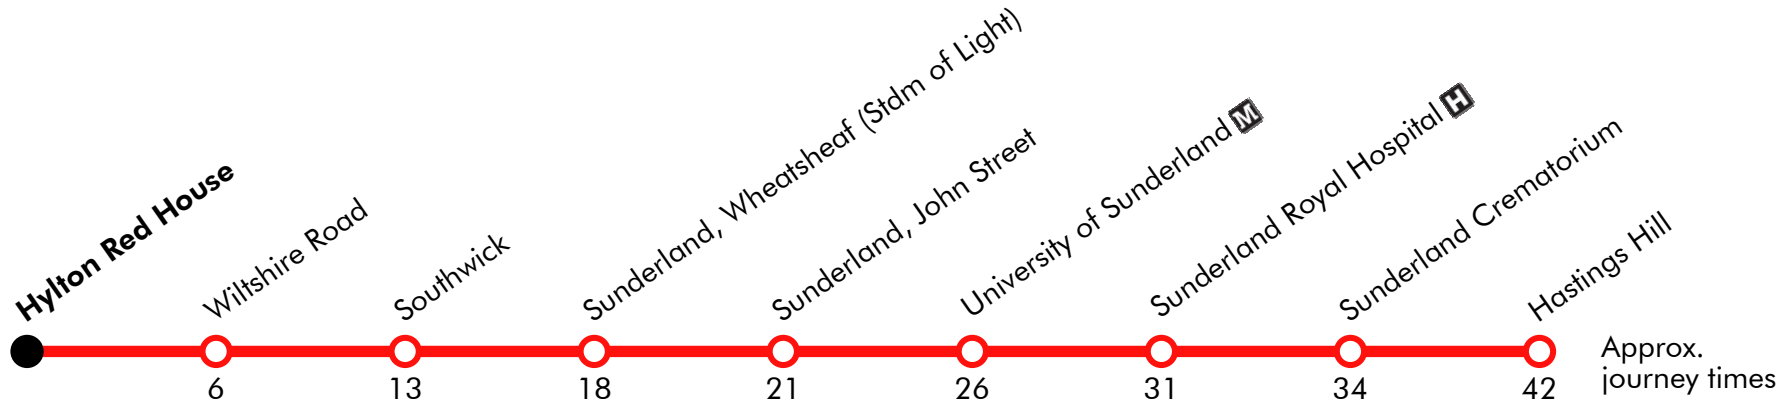 Hylton Red House
Wiltshire Road
Southwick
Sunderland, Wheatsheaf (Stdm of Light)
Sunderland, John Street
University of Sunderland M
Sunderland Royal Hospital H
Sunderland Crematorium
Hastings Hill
6
13
18
21
26
31
34
42
Approx.
journey times